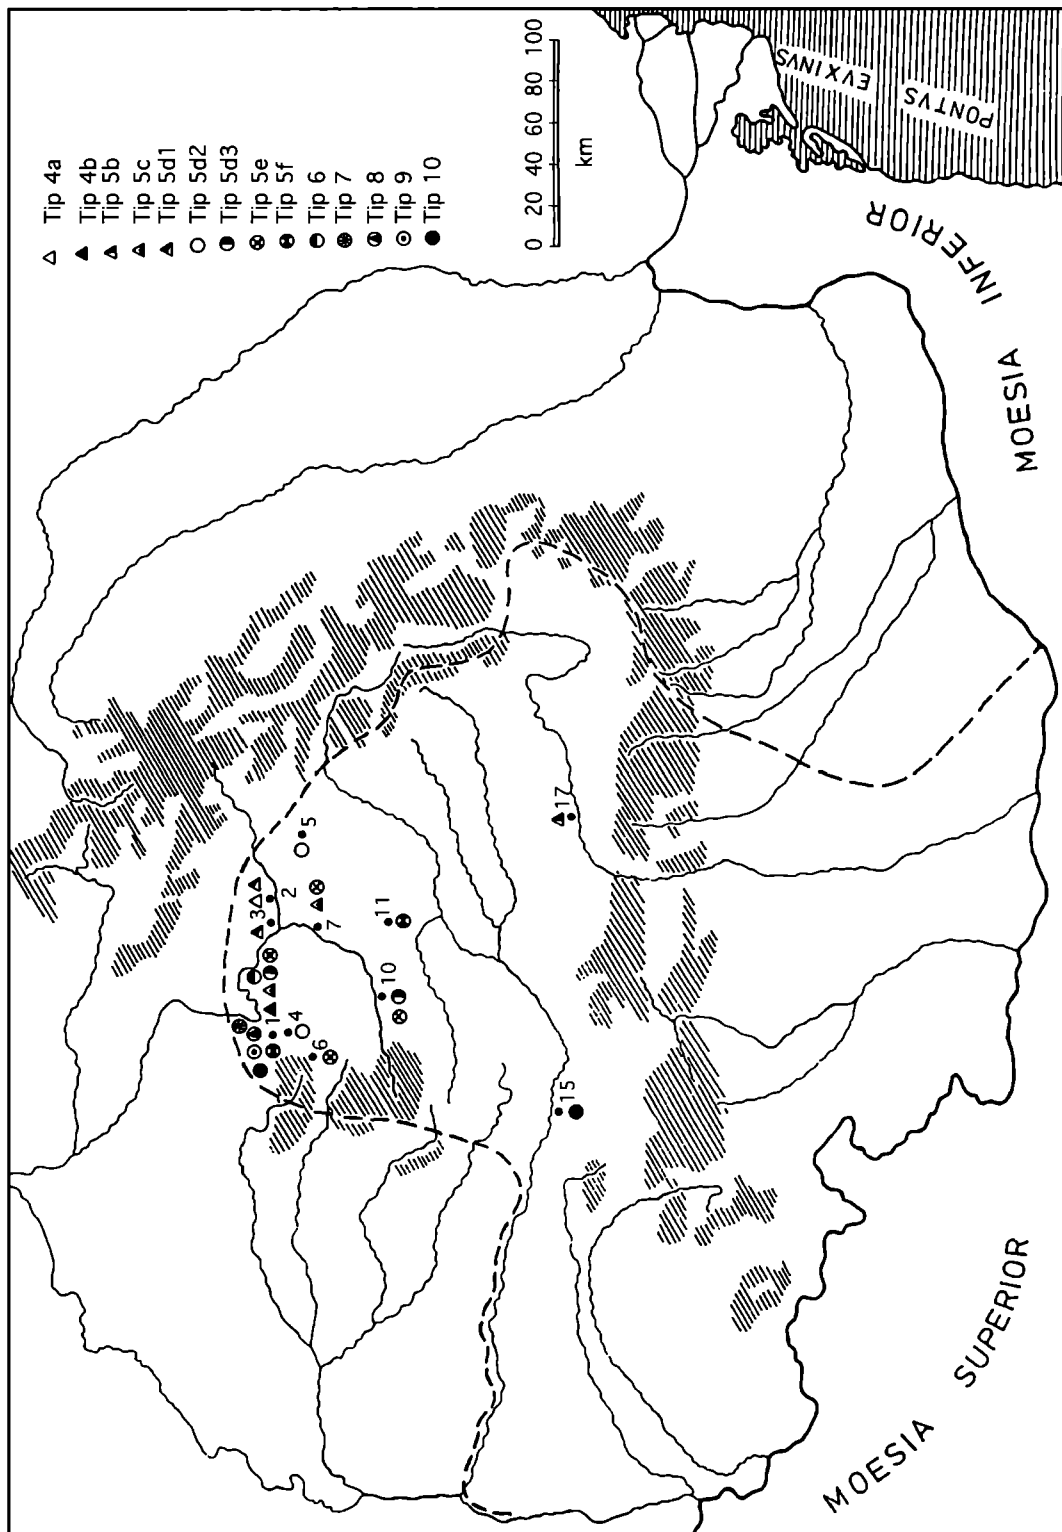 Tip 4a
Tip 4b
Tip 5b
Tip 5c
Tip 5d1
Tip 5d2
Tip 5d3
Tip 5e
Tip 5f
Tip 6
Tip 7
Tip 8
Tip 9
Tip 10
0 20 40 60 80 100
km
PONTVS
EVXINVS
MOESIA INFERIOR
MOESIA SUPERIOR
1
2
3
4
5
6
7
10
11
15
17